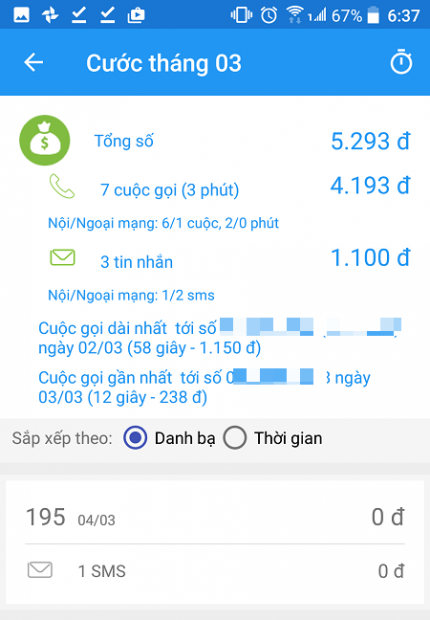 67% 6:37
Cước tháng 03
Tổng số 5.293 đ
7 cuộc gọi (3 phút) 4.193 đ
Nội/Ngoại mạng: 6/1 cuộc, 2/0 phút
3 tin nhắn 1.100 đ
Nội/Ngoại mạng: 1/2 sms
Cuộc gọi dài nhất tới số
ngày 02/03 (58 giây - 1.150 đ)
Cuộc gọi gần nhất tới số ngày
03/03 (12 giây - 238 đ)
Sắp xếp theo: Danh bạ Thời gian
195 04/03 0 đ
1 SMS 0 đ